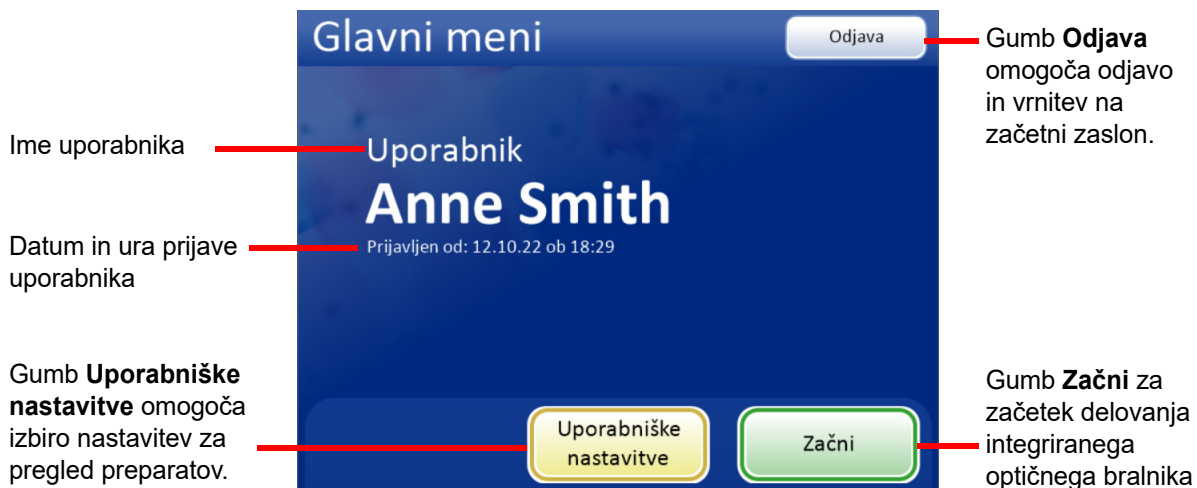 Glavni meni
Odjava
Gumb Odjava
omogoča odjavo
in vrnitev na
začetni zaslon.
Ime uporabnika
Uporabnik
Anne Smith
Datum in ura prijave
uporabnika
Prijavljen od: 12.10.22 ob 18:29
Gumb Uporabniške
nastavitve omogoča
izbiro nastavitev za
pregled preparatov.
Uporabniške
nastavitve
Začni
Gumb Začni za
začetek delovanja
integriranega
optičnega bralnika